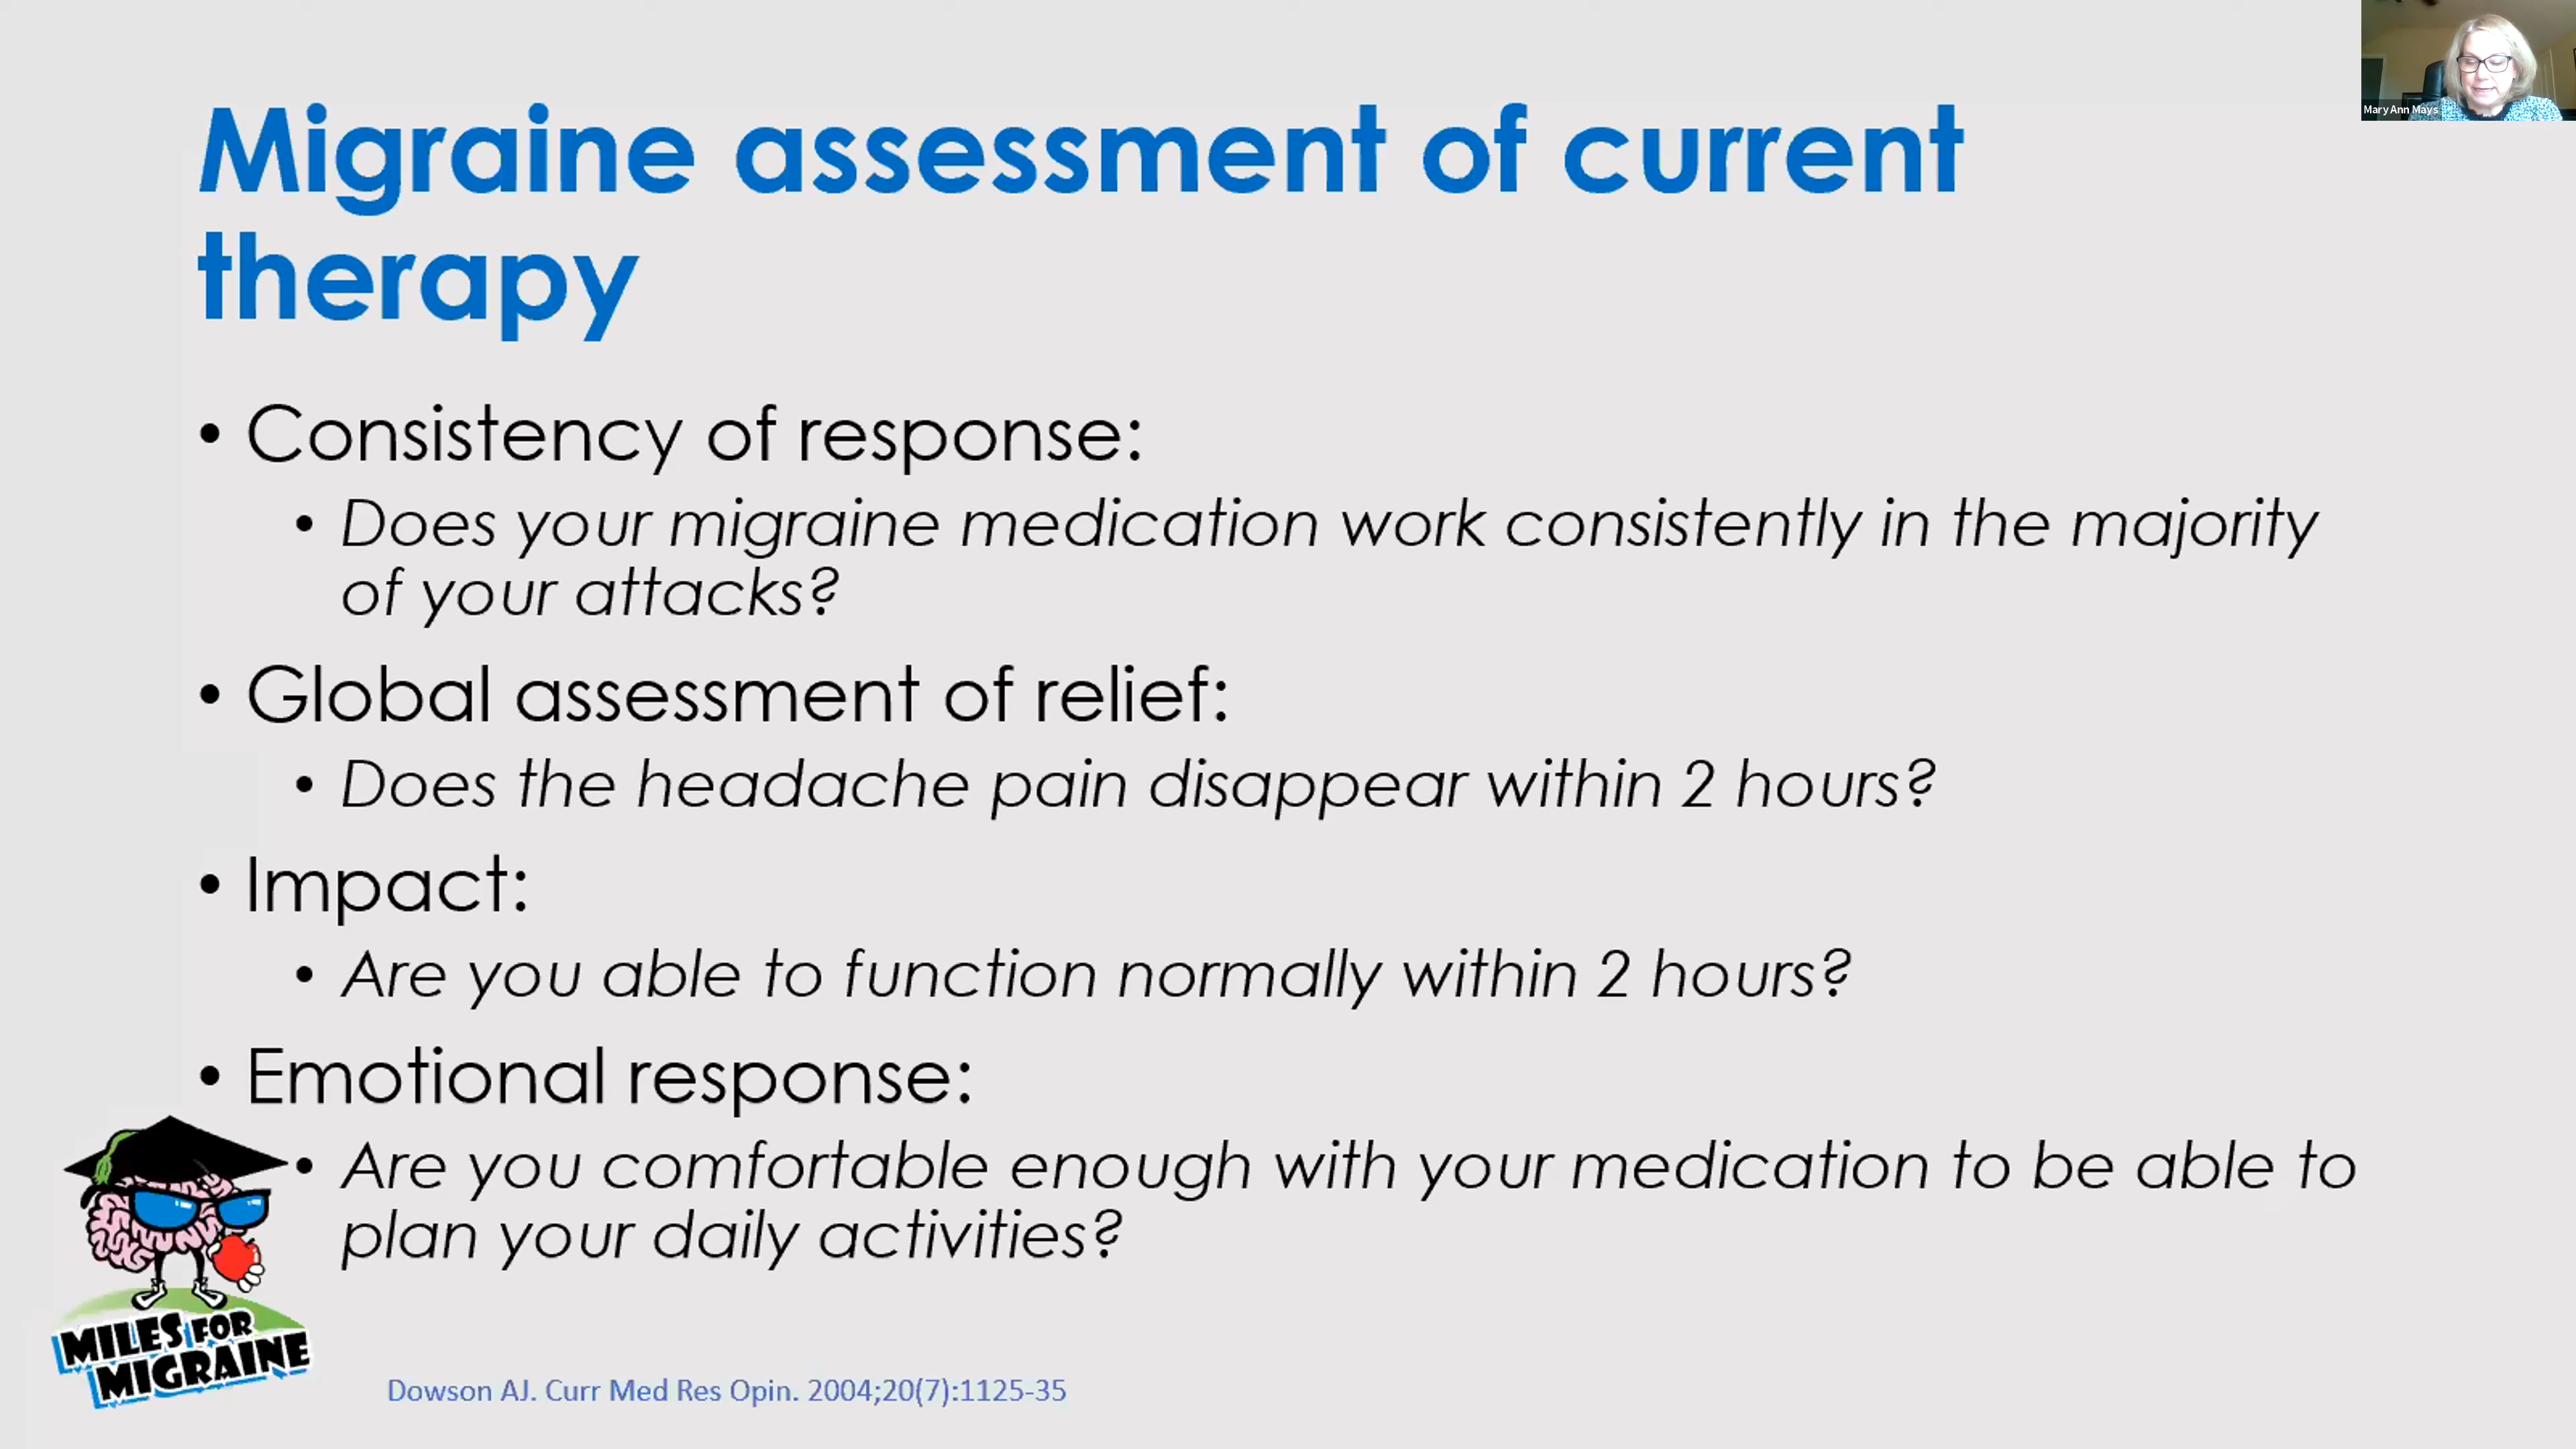 MaryAnn Mays
Migraine assessment of current
therapy
• Consistency of response:
• Does your migraine medication work consistently in the majority
of your attacks?
• Global assessment of relief:
• Does the headache pain disappear within 2 hours?
• Impact:
• Are you able to function normally within 2 hours?
• Emotional response:
• Are you comfortable enough with your medication to be able to
plan your daily activities?
MILES FOR
MIGRAINE
Dowson AJ. Curr Med Res Opin. 2004;20(7):1125-35